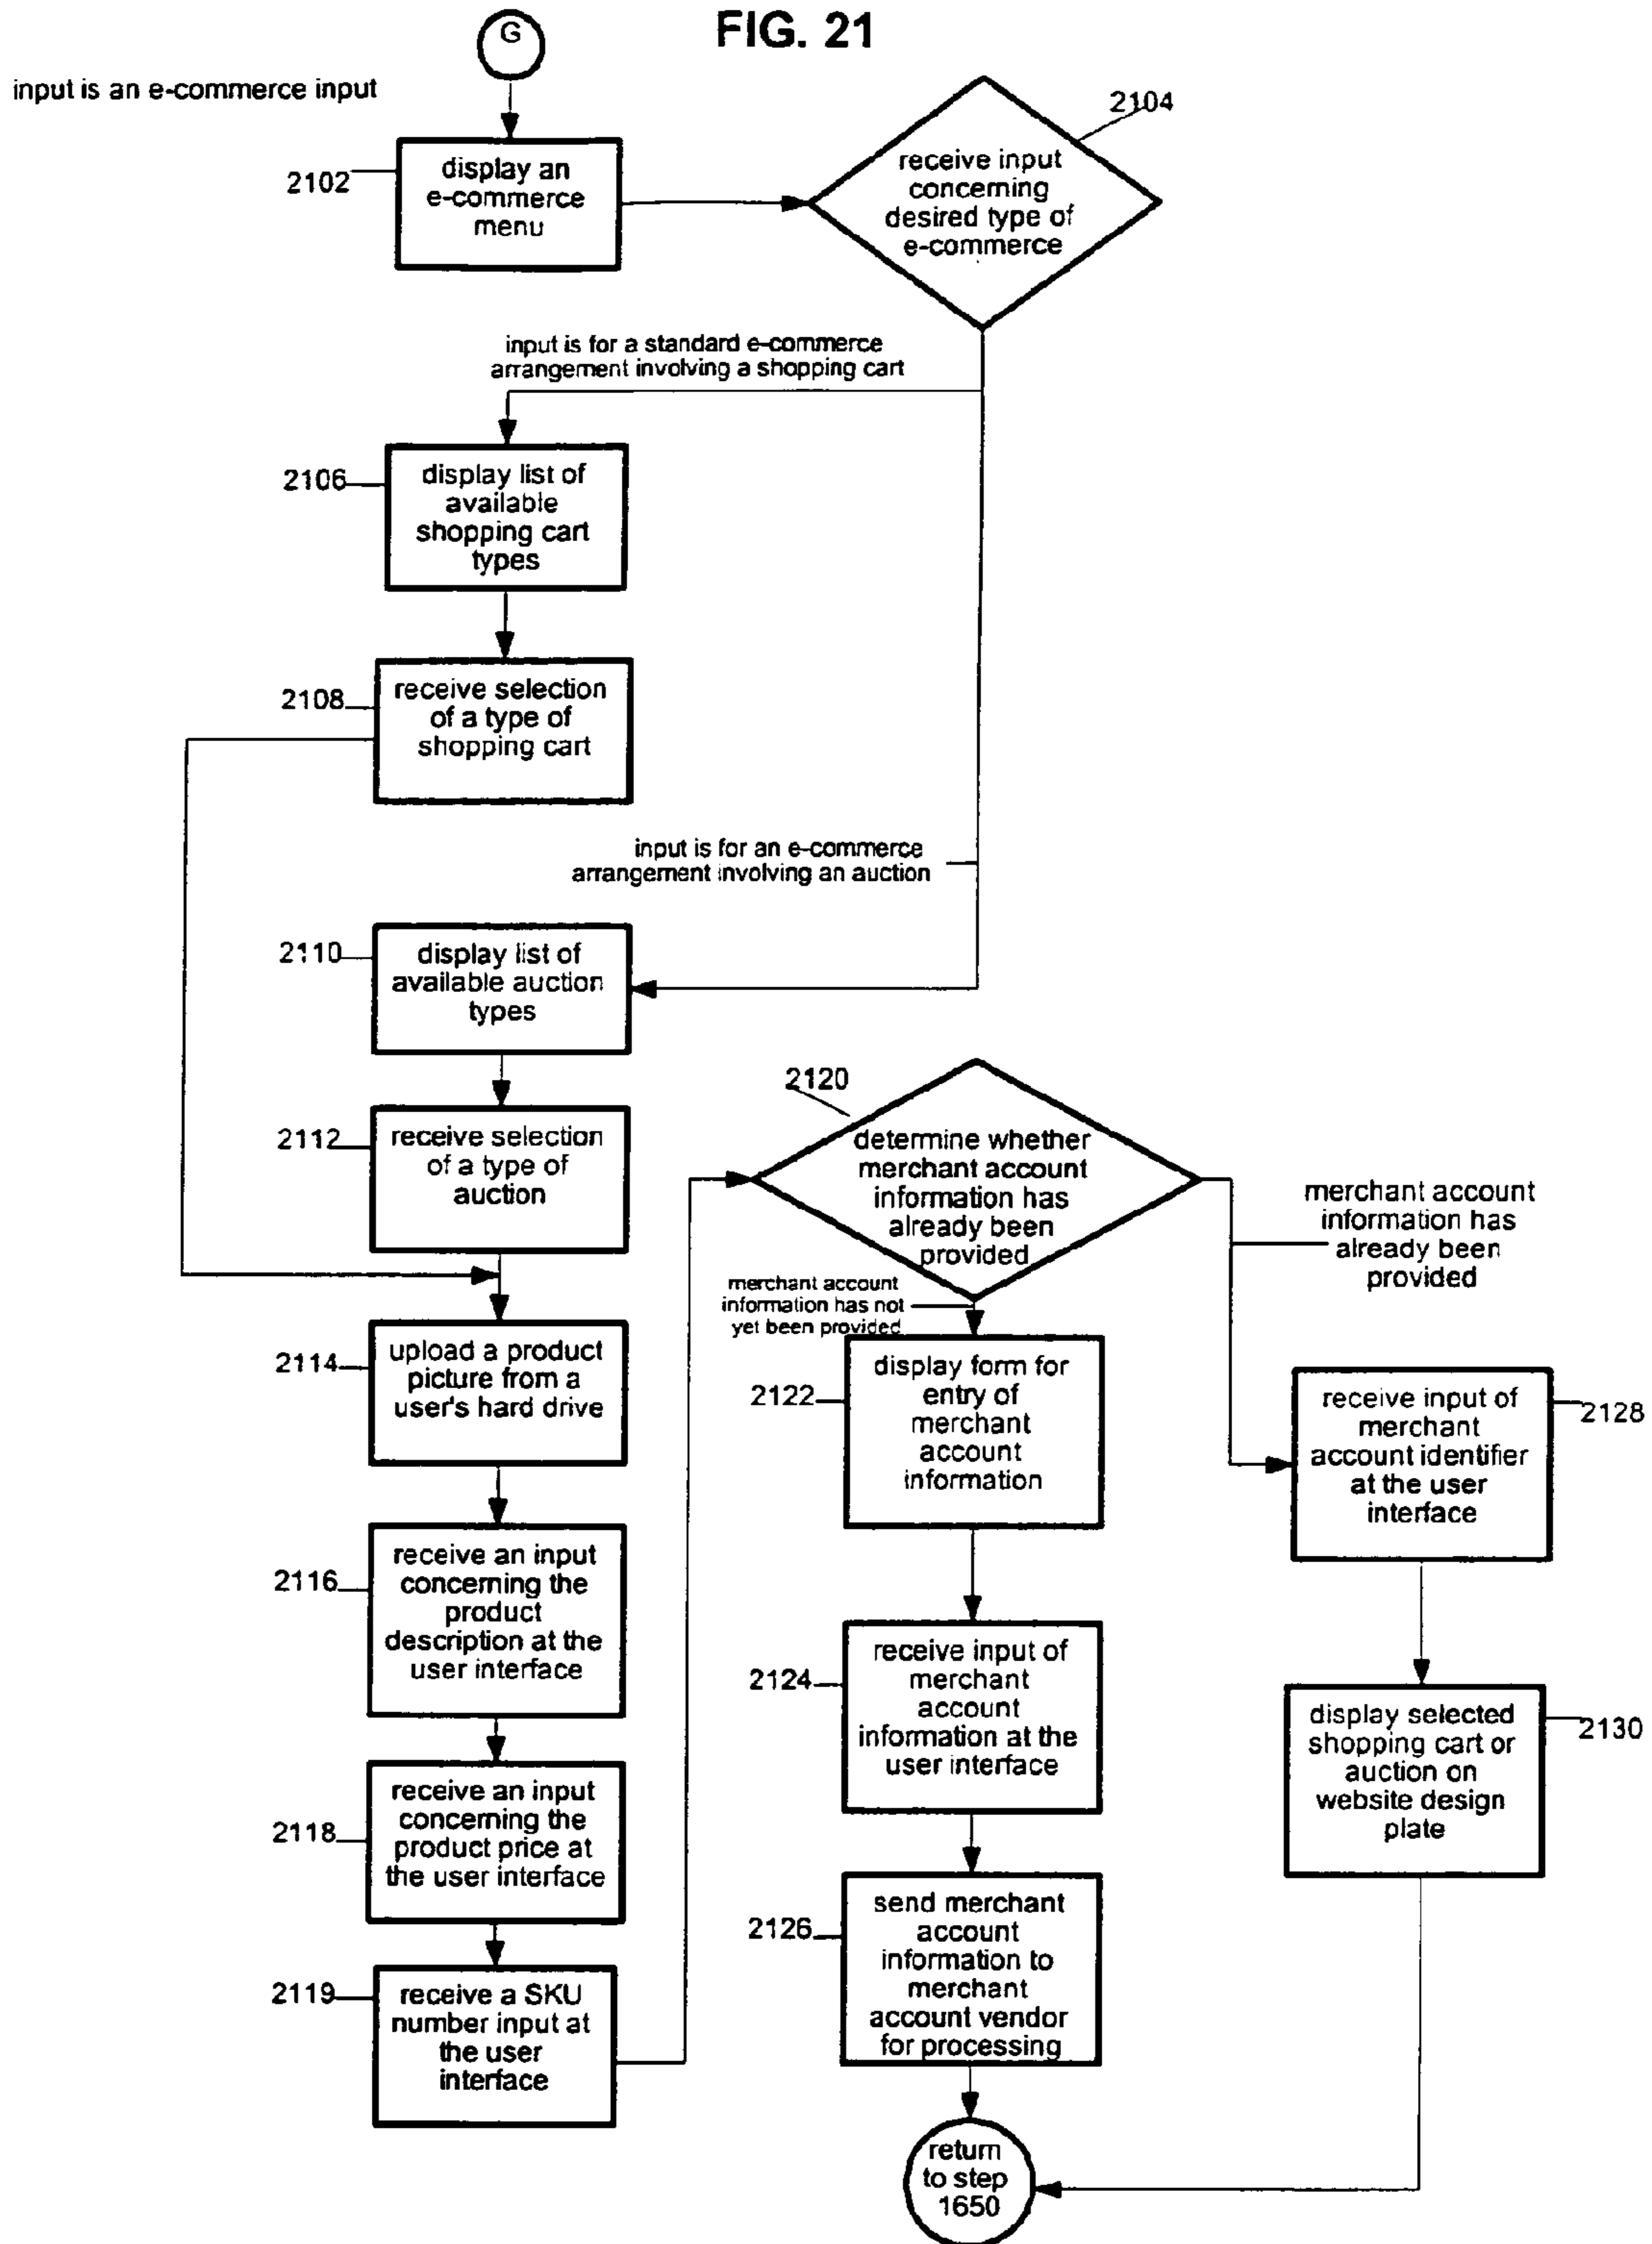 FIG. 21
G
input is an e-commerce input
2102
display an
e-commerce
menu
2104
receive input
concerning
desired type of
e-commerce
input is for a standard e-commerce
arrangement involving a shopping cart
2106
display list of
available
shopping cart
types
2108
receive selection
of a type of
shopping cart
input is for an e-commerce
arrangement involving an auction
2110
display list of
available auction
types
2112
receive selection
of a type of
auction
2114
upload a product
picture from a
user's hard drive
2116
receive an input
concerning the
product
description at the
user interface
2118
receive an input
concerning the
product price at
the user interface
2119
receive a SKU
number input at
the user
interface
2120
determine whether
merchant account
information has
already been
provided
merchant account
information has not
yet been provided
merchant account
information has
already been
provided
2122
display form for
entry of
merchant
account
information
2124
receive input of
merchant
account
information at the
user interface
2126
send merchant
account
information to
merchant
account vendor
for processing
2128
receive input of
merchant
account identifier
at the user
interface
2130
display selected
shopping cart or
auction on
website design
plate
return
to step
1650